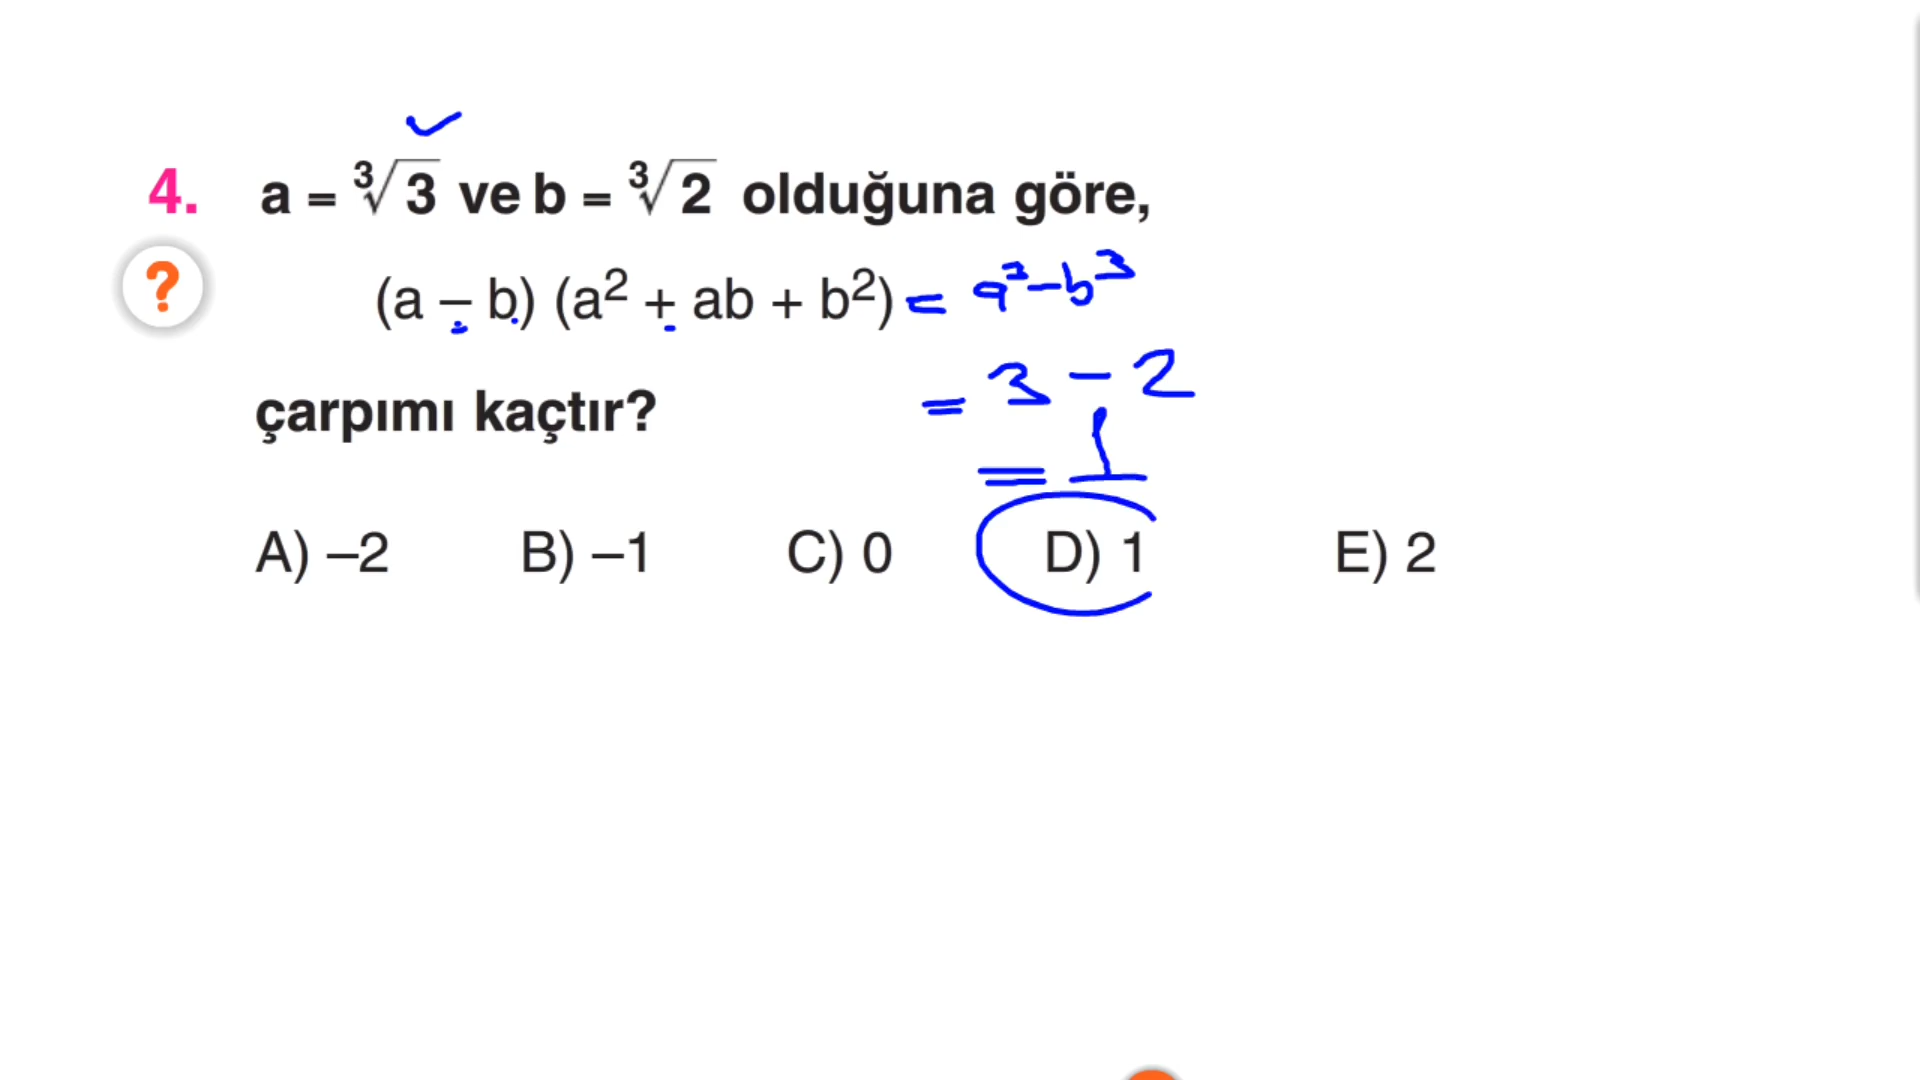 4. a = ∛3 ve b = ∛2 olduğuna göre,
?
(a – b) (a² + ab + b²) = a³ – b³
= 3 – 2
çarpımı kaçtır?
= 1
A) –2 B) –1 C) 0 D) 1 E) 2